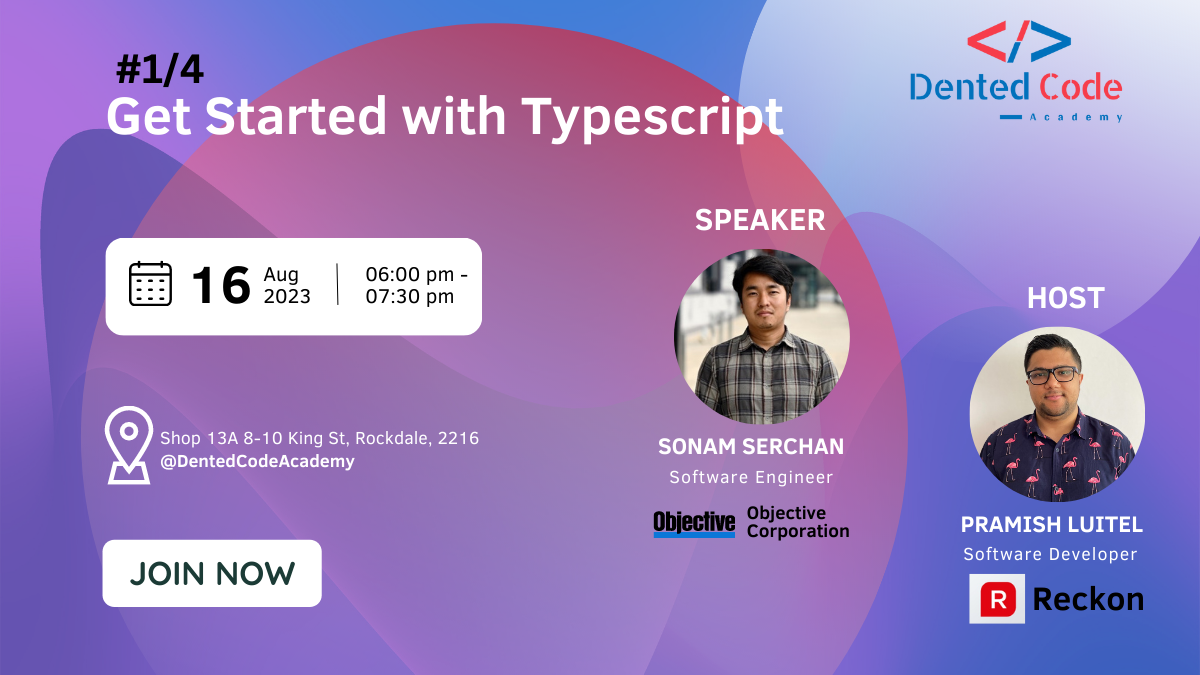 #1/4
Get Started with Typescript
</> 
Dented Code
Academy
16 Aug 2023
06:00 pm -
07:30 pm
Shop 13A 8-10 King St, Rockdale, 2216
@DentedCodeAcademy
JOIN NOW
SPEAKER
SONAM SERCHAN
Software Engineer
Objective
Objective
Corporation
HOST
PRAMISH LUITEL
Software Developer
R
Reckon